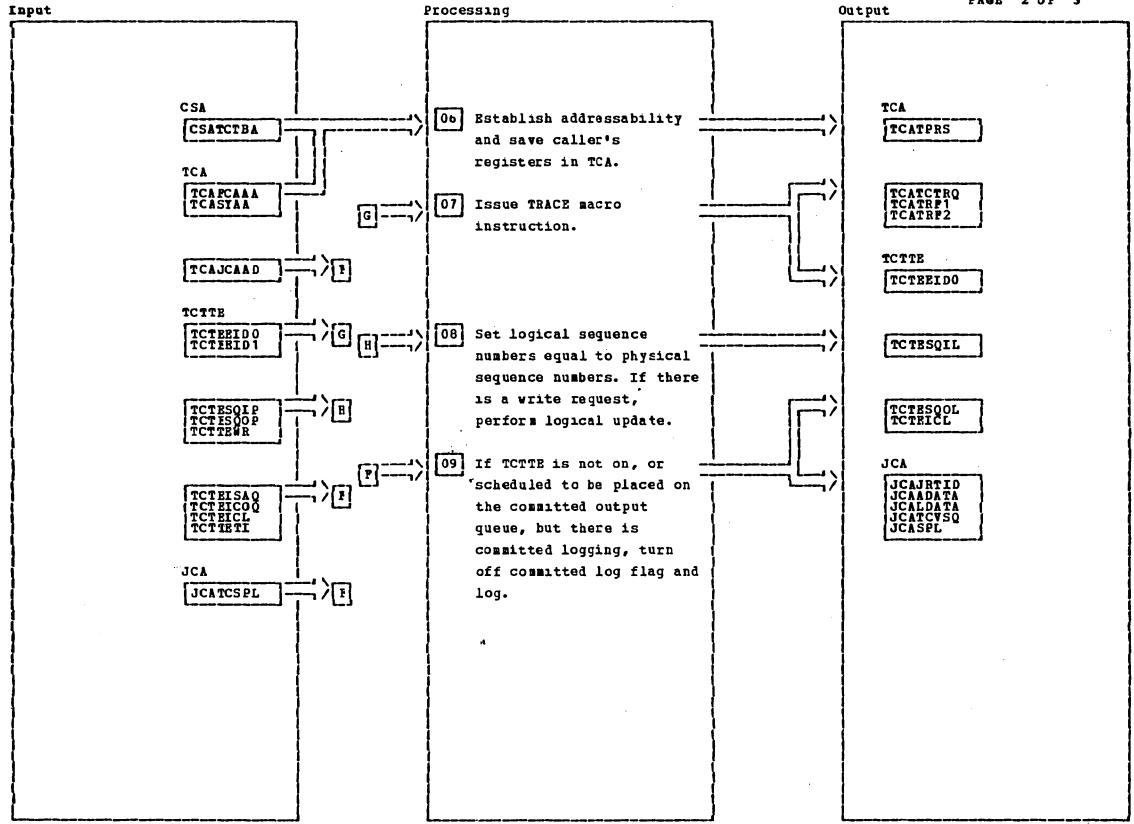 PAGE 2 OF 3
Input
Processing
Output
CSA
CSATCTBA
TCA
TCAPCAAA
TCASYAA
TCAJCAAD
F
TCTTE
TCTEEIDO
TCTEEID1
G
TCTESQIP
TCTESQOP
TCTTEWR
H
TCTEISAQ
TCTEICOQ
TCTEICL
TCTTETI
F
JCA
JCATCSPL
F
06 Establish addressability
and save caller's
registers in TCA.
G
07 Issue TRACE macro
instruction.
H
08 Set logical sequence
numbers equal to physical
sequence numbers. If there
is a write request,
perform logical update.
F
09 If TCTTE is not on, or
scheduled to be placed on
the committed output
queue, but there is
committed logging, turn
off committed log flag and
log.
TCA
TCATPRS
TCATCTRQ
TCATRP1
TCATRP2
TCTTE
TCTEEIDO
TCTESQIL
TCTESQOL
TCTEICL
JCA
JCAJRTID
JCAADATA
JCALDATA
JCATCVSQ
JCASPL